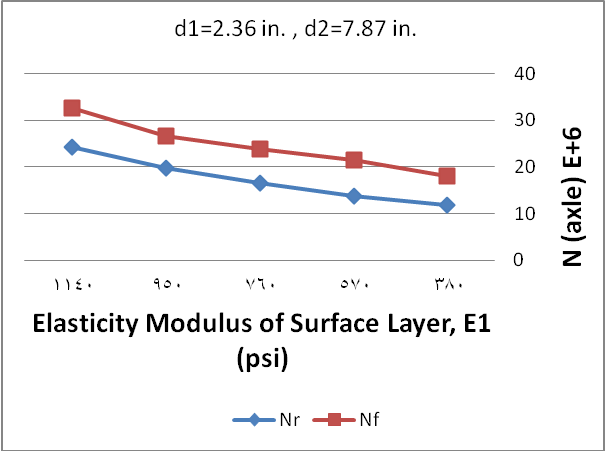 d1=2.36 in. , d2=7.87 in.
40
30
20
10
0
N (axle) E+6
١١٤٠ ٩٥٠ ٧٦٠ ٥٧٠ ٣٨٠
Elasticity Modulus of Surface Layer, E1
(psi)
Nr Nf